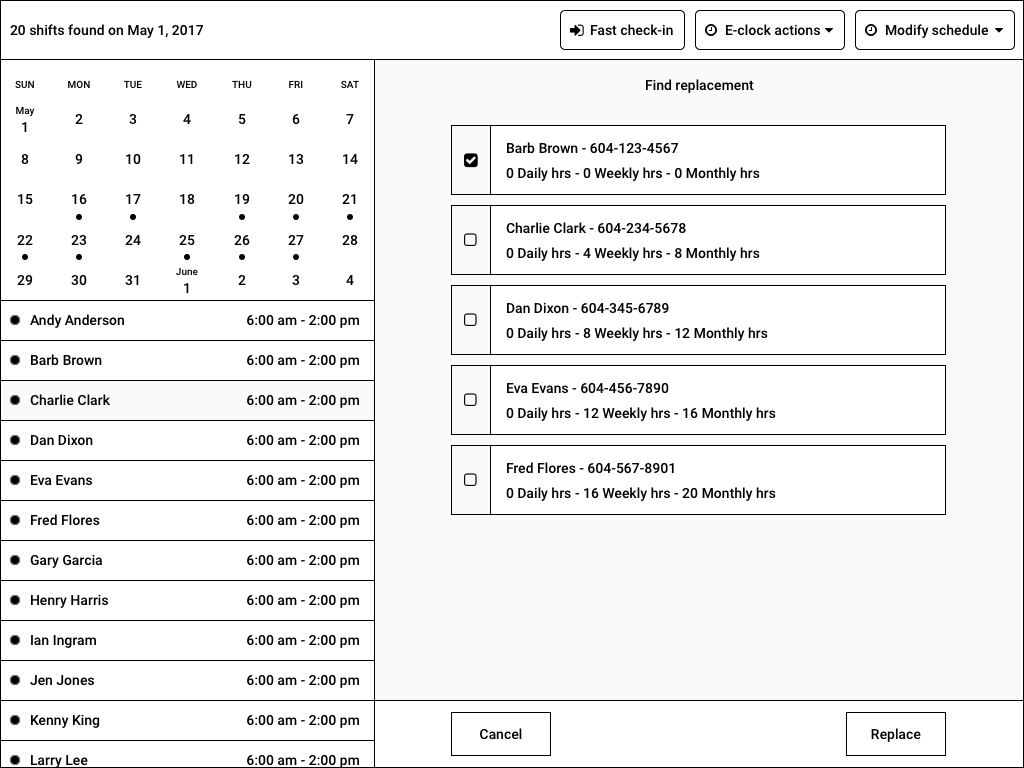 20 shifts found on May 1, 2017
Fast check-in
E-clock actions
Modify schedule
SUN MON TUE WED THU FRI SAT
May
1 2 3 4 5 6 7
8 9 10 11 12 13 14
15 16 17 18 19 20 21
22 23 24 25 26 27 28
June
29 30 31 1 2 3 4
Andy Anderson 6:00 am - 2:00 pm
Barb Brown 6:00 am - 2:00 pm
Charlie Clark 6:00 am - 2:00 pm
Dan Dixon 6:00 am - 2:00 pm
Eva Evans 6:00 am - 2:00 pm
Fred Flores 6:00 am - 2:00 pm
Gary Garcia 6:00 am - 2:00 pm
Henry Harris 6:00 am - 2:00 pm
Ian Ingram 6:00 am - 2:00 pm
Jen Jones 6:00 am - 2:00 pm
Kenny King 6:00 am - 2:00 pm
Larry Lee 6:00 am - 2:00 pm
Find replacement
Barb Brown - 604-123-4567
0 Daily hrs - 0 Weekly hrs - 0 Monthly hrs
Charlie Clark - 604-234-5678
0 Daily hrs - 4 Weekly hrs - 8 Monthly hrs
Dan Dixon - 604-345-6789
0 Daily hrs - 8 Weekly hrs - 12 Monthly hrs
Eva Evans - 604-456-7890
0 Daily hrs - 12 Weekly hrs - 16 Monthly hrs
Fred Flores - 604-567-8901
0 Daily hrs - 16 Weekly hrs - 20 Monthly hrs
Cancel
Replace